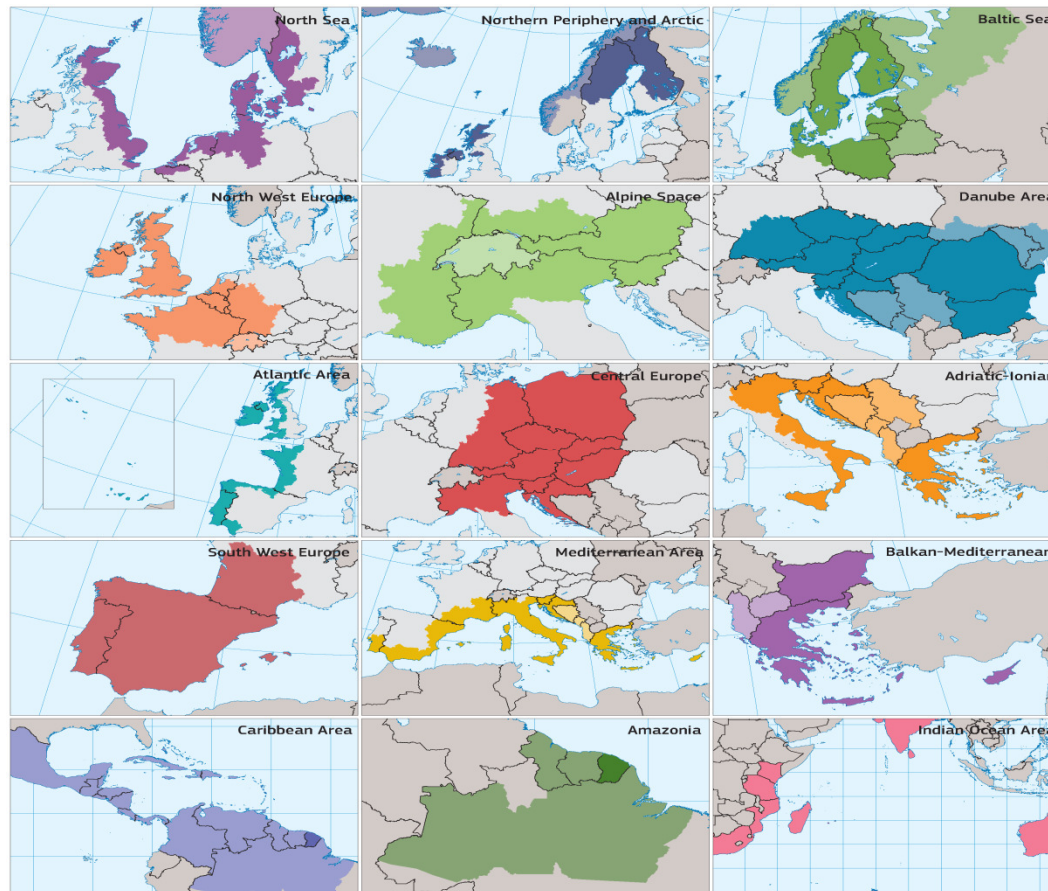 North Sea
Northern Periphery and Arctic
Baltic Sea
North West Europe
Alpine Space
Danube Area
Atlantic Area
Central Europe
Adriatic-Ionian
South West Europe
Mediterranean Area
Balkan-Mediterranean
Caribbean Area
Amazonia
Indian Ocean Area